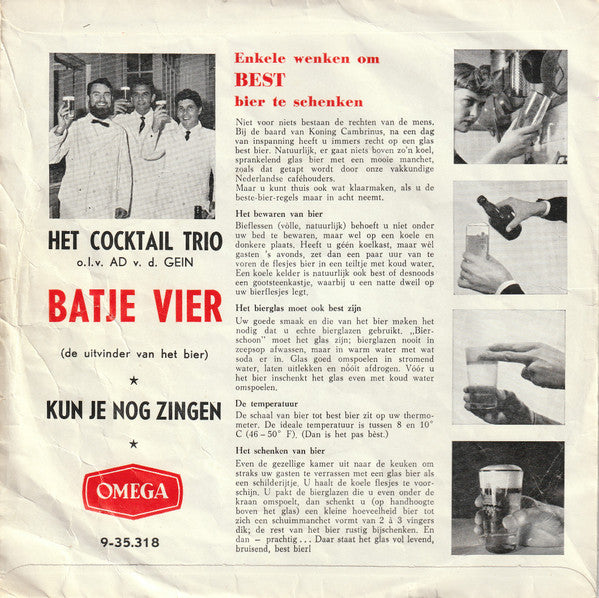 HET COCKTAIL TRIO
o.l.v. AD v. d. GEIN
BATJE VIER
(de uitvinder van het bier)
★
KUN JE NOG ZINGEN
★
OMEGA
9-35.318
Enkele wenken om
BEST
bier te schenken
Niet voor niets bestaan de rechten van de mens.
Bij de baard van Koning Cambrinus, na een dag
van inspanning heeft u immers recht op een glas
best bier. Natuurlijk, er gaat niets boven zo'n koel,
sprankelend glas bier met een mooie manchet,
zoals dat getapt wordt door onze vakkundige
Nederlandse caféhouders.
Maar u kunt thuis ook wat klaarmaken, als u de
beste-bier-regels maar in acht neemt.
Het bewaren van bier
Bieflessen (vólle, natuurlijk) behoeft u niet onder
uw bed te bewaren, maar wel op een koele en
donkere plaats. Heeft u géén koelkast, maar wél
gasten 's avonds, zet dan een paar uur van te
voren de flesjes bier in een teiltje met koud water.
Een koele kelder is natuurlijk ook best of desnoods
een gootsteenkastje, waarbij u een natte dweil op
uw bierflesjes legt.
Het bierglas moet ook best zijn
Uw goede smaak en die van het bier maken het
nodig dat u echte bierglazen gebruikt. „Bier-
schoon" moet het glas zijn; bierglazen nooit in
zeepsop afwassen, maar in warm water met wat
soda er in. Glas goed omspoelen in stromend
water, laten uitlekken en nóóit afdrogen. Vóór u
het bier inschenkt het glas even met koud water
omspoelen.
De temperatuur
De schaal van bier tot best bier zit op uw thermo-
meter. De ideale temperatuur is tussen 8 en 10°
C (46 – 50° F). (Dan is het pas bèst.)
Het schenken van bier
Even de gezellige kamer uit naar de keuken om
straks uw gasten te verrassen met een glas bier als
een schilderijtje. U haalt de koele flesjes te voor-
schijn. U pakt de bierglazen die u even onder de
kraan omspoelt, dan schenkt u (op handhoogte
boven het glas) een kleine hoeveelheid bier tot
zich een schuimmanchet vormt van 2 à 3 vingers
dik; de rest van het bier rustig bijschenken. En
dan – prachtig ... Daar staat het glas vol levend,
bruisend, best bier!